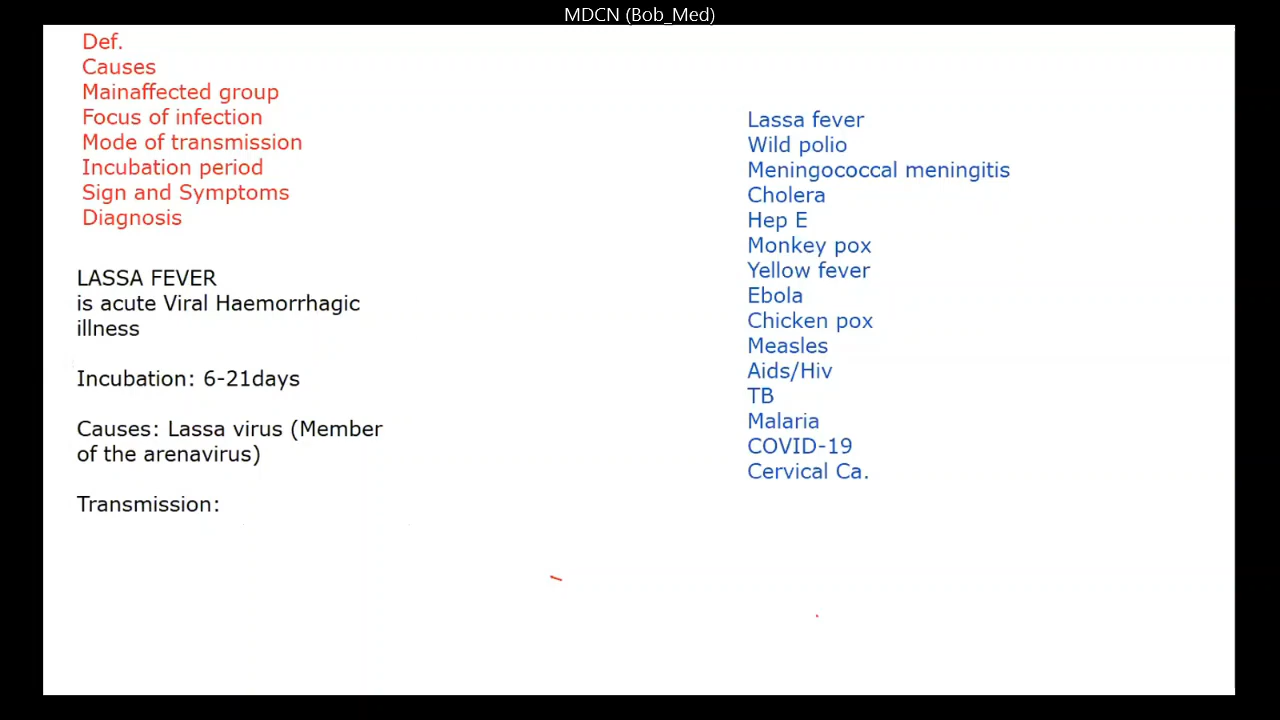 MDCN (Bob_Med)
Def.
Causes
Mainaffected group
Focus of infection
Mode of transmission
Incubation period
Sign and Symptoms
Diagnosis
LASSA FEVER
is acute Viral Haemorrhagic
illness
Incubation: 6-21days
Causes: Lassa virus (Member
of the arenavirus)
Transmission:
Lassa fever
Wild polio
Meningococcal meningitis
Cholera
Hep E
Monkey pox
Yellow fever
Ebola
Chicken pox
Measles
Aids/Hiv
TB
Malaria
COVID-19
Cervical Ca.